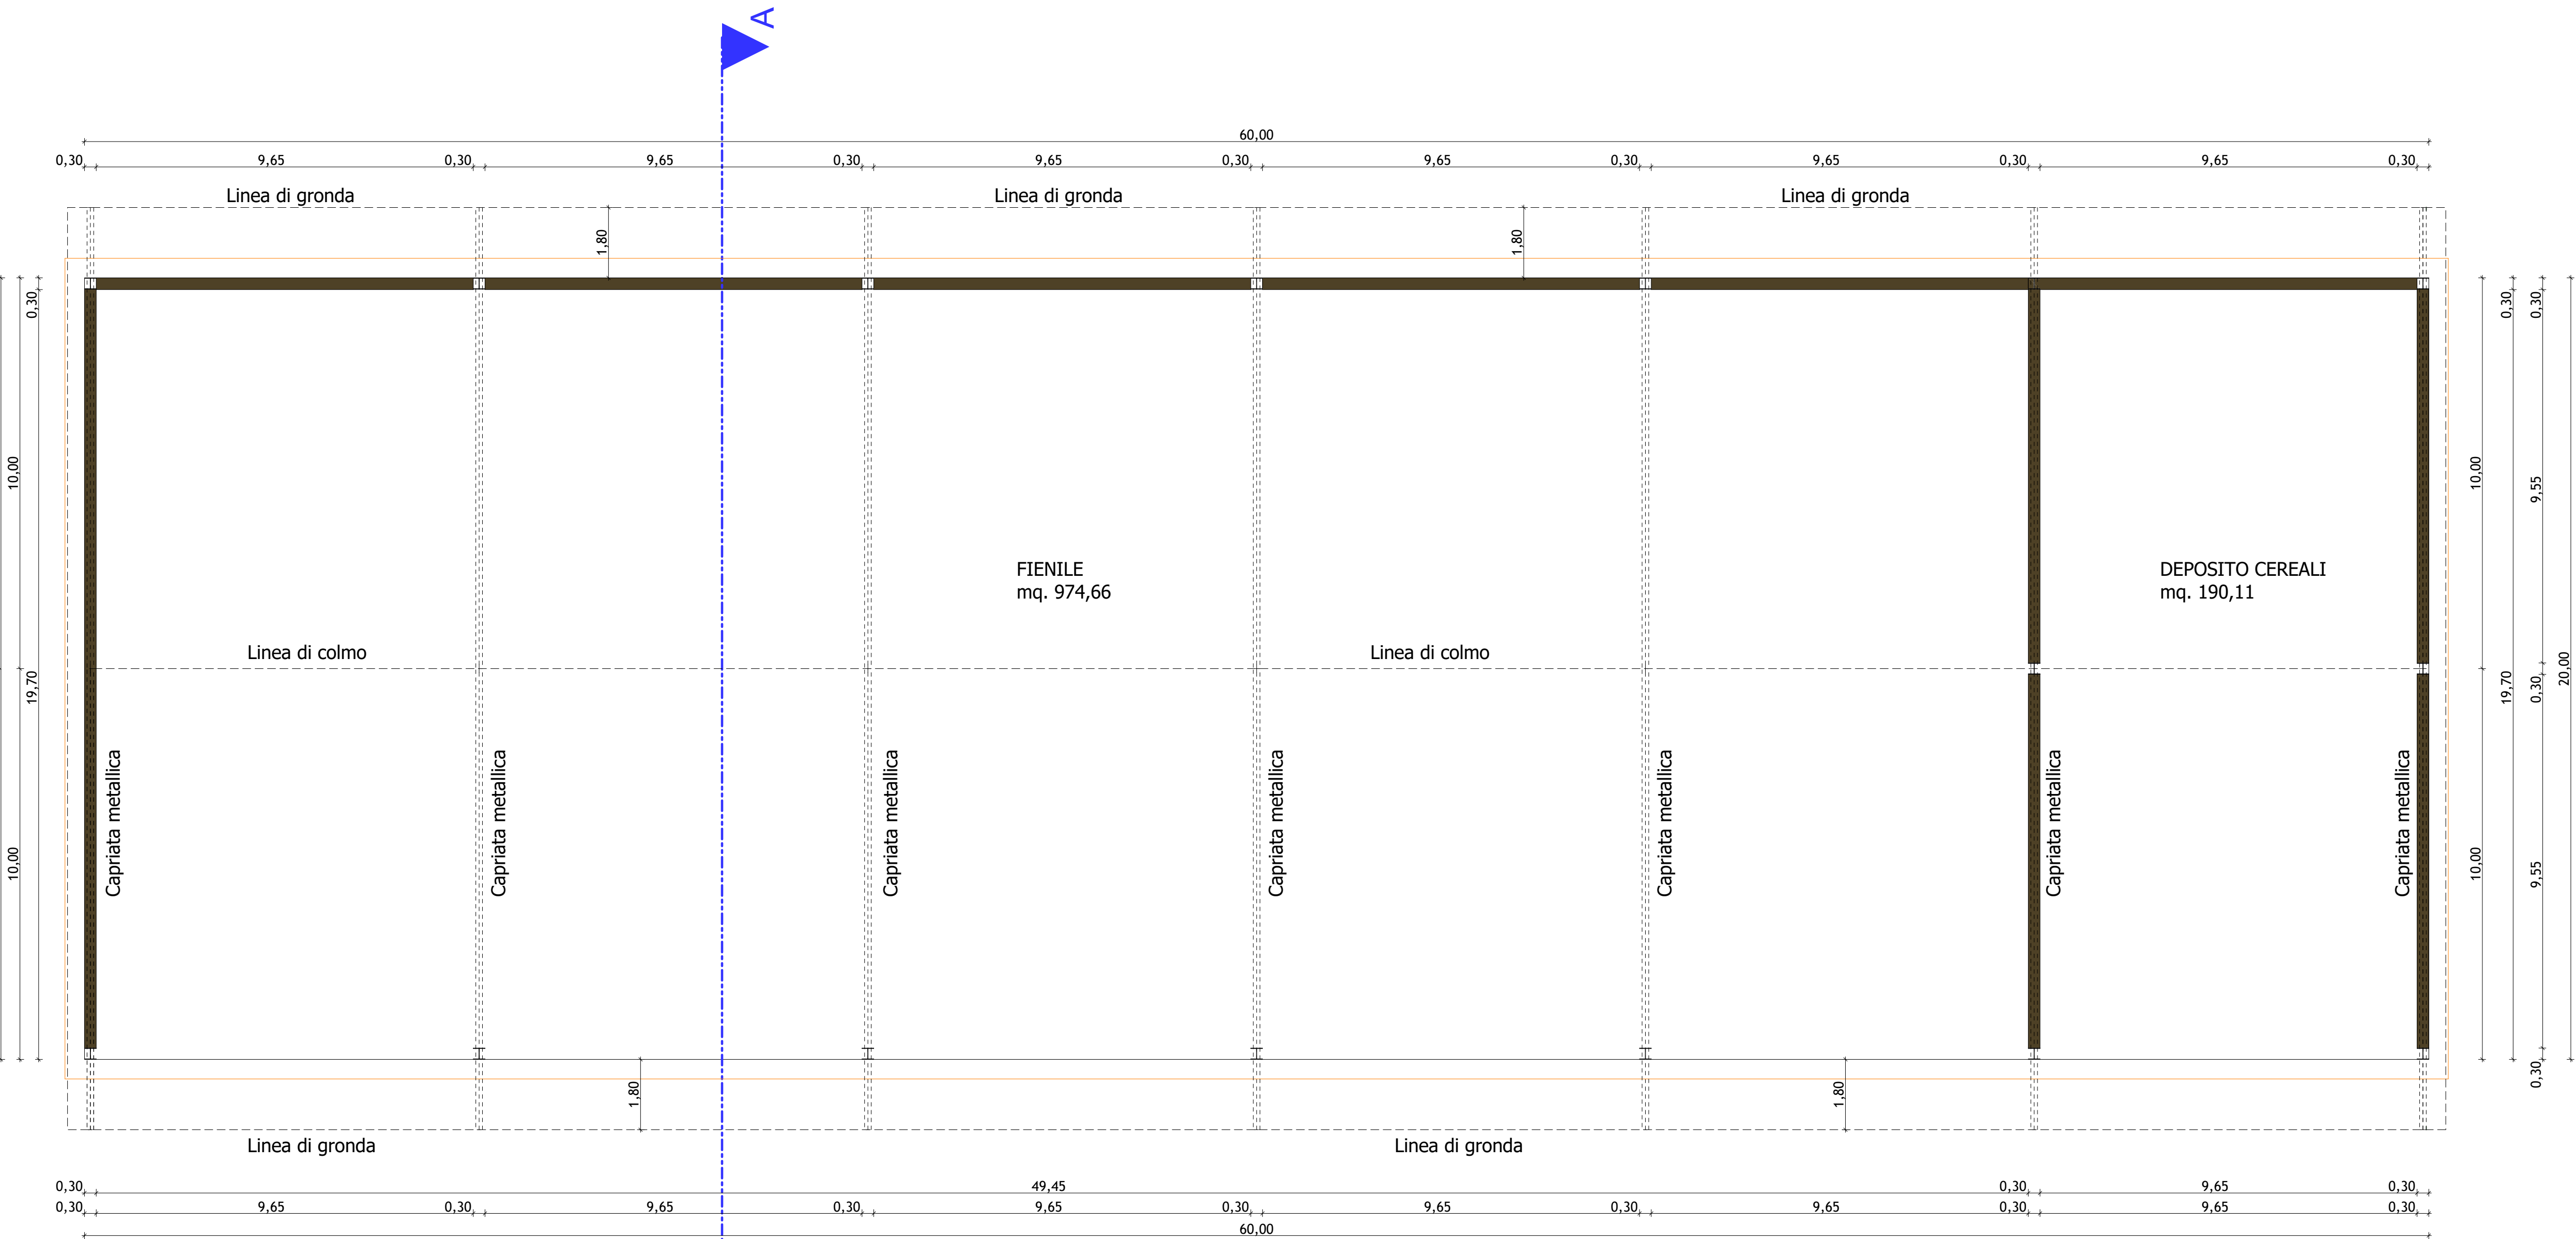 A
60,00
0,30 9,65 0,30 9,65 0,30 9,65 0,30 9,65 0,30 9,65 0,30 9,65 0,30
Linea di gronda Linea di gronda Linea di gronda
1,80 1,80
0,30 0,30 0,30
10,00 10,00 9,55
FIENILE
mq. 974,66
DEPOSITO CEREALI
mq. 190,11
Linea di colmo Linea di colmo
19,70 19,70 0,30 20,00
Capriata metallica Capriata metallica Capriata metallica Capriata metallica Capriata metallica Capriata metallica Capriata metallica
10,00 10,00 9,55
1,80 1,80 0,30
Linea di gronda Linea di gronda
0,30 49,45 0,30 9,65 0,30
0,30 9,65 0,30 9,65 0,30 9,65 0,30 9,65 0,30 9,65 0,30 9,65 0,30
60,00